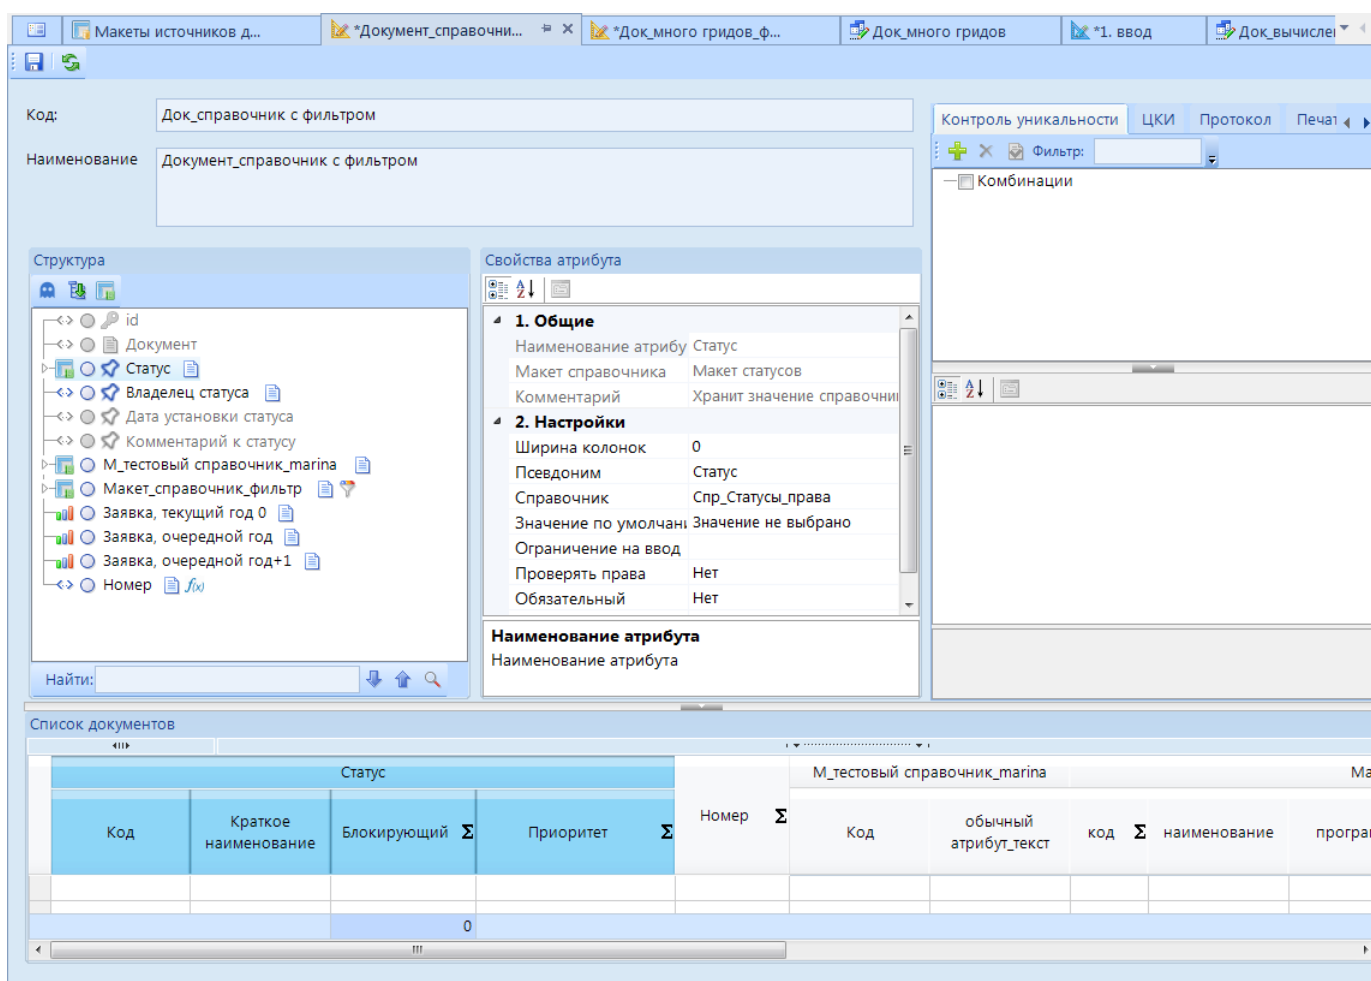 Макеты источников д...
*Документ_справочни...
*Док_много гридов_ф...
Док_много гридов
*1. ввод
Док_вычисле
Код:
Док_справочник с фильтром
Наименование
Документ_справочник с фильтром
Контроль уникальности
ЦКИ
Протокол
Печат
Фильтр:
Комбинации
Структура
id
Документ
Статус
Владелец статуса
Дата установки статуса
Комментарий к статусу
М_тестовый справочник_marina
Макет_справочник_фильтр
Заявка, текущий год 0
Заявка, очередной год
Заявка, очередной год+1
Номер f(x)
Найти:
Свойства атрибута
1. Общие
Наименование атрибу Статус
Макет справочника Макет статусов
Комментарий Хранит значение справочни
2. Настройки
Ширина колонок 0
Псевдоним Статус
Справочник Спр_Статусы_права
Значение по умолчани Значение не выбрано
Ограничение на ввод
Проверять права Нет
Обязательный Нет
Наименование атрибута
Наименование атрибута
Список документов
Статус
Номер Σ
М_тестовый справочник_marina
Ма
Код
Краткое
наименование
Блокирующий Σ
Приоритет Σ
Код
обычный
атрибут_текст
код Σ
наименование
програ
0